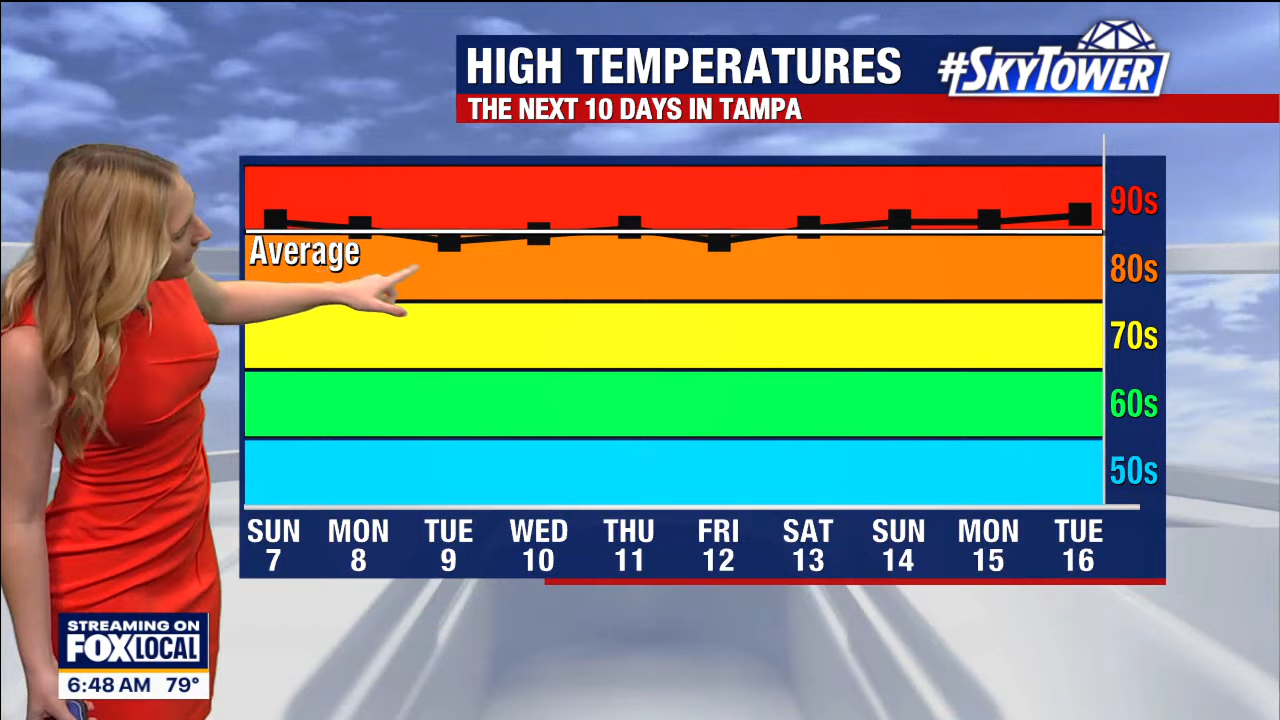 HIGH TEMPERATURES
#SKYTOWER
THE NEXT 10 DAYS IN TAMPA
90s
Average
80s
70s
60s
50s
SUN MON TUE WED THU FRI SAT SUN MON TUE
7 8 9 10 11 12 13 14 15 16
STREAMING ON
FOX LOCAL
6:48 AM 79°